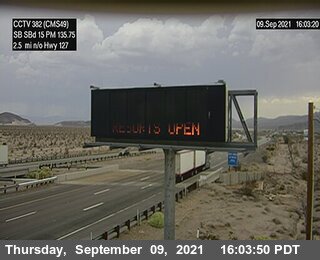 CCTV 382 (CMS49)
SB SBd 15 PM 135.75
2.5 mi n/o Hwy 127
09.Sep 2021 16:03:20
RESORTS OPEN
Thursday, September 09, 2021 16:03:50 PDT